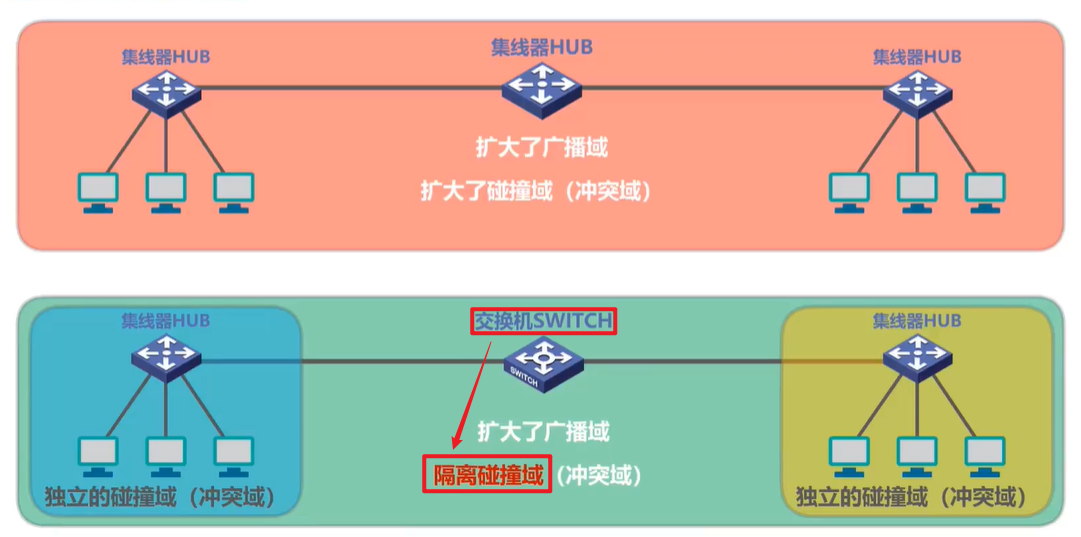 集线器HUB
集线器HUB
集线器HUB
扩大了广播域
扩大了碰撞域（冲突域）
集线器HUB
交换机SWITCH
集线器HUB
SWITCH
扩大了广播域
隔离碰撞域（冲突域）
独立的碰撞域（冲突域）
独立的碰撞域（冲突域）